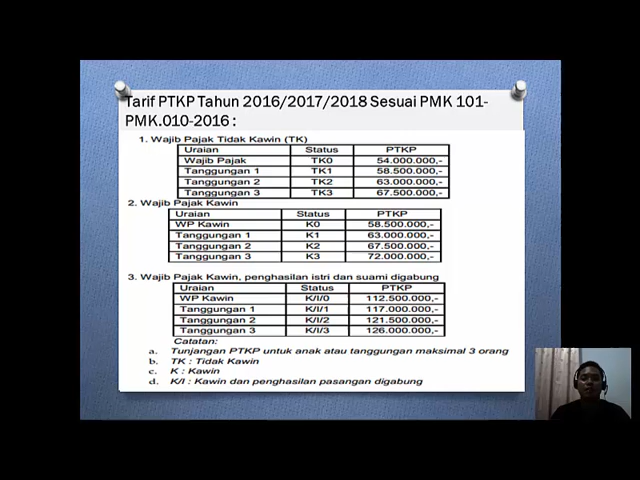 Tarif PTKP Tahun 2016/2017/2018 Sesuai PMK 101-
PMK.010-2016 :
1. Wajib Pajak Tidak Kawin (TK)
Uraian Status PTKP
Wajib Pajak TK0 54.000.000,-
Tanggungan 1 TK1 58.500.000,-
Tanggungan 2 TK2 63.000.000,-
Tanggungan 3 TK3 67.500.000,-
2. Wajib Pajak Kawin
Uraian Status PTKP
WP Kawin K0 58.500.000,-
Tanggungan 1 K1 63.000.000,-
Tanggungan 2 K2 67.500.000,-
Tanggungan 3 K3 72.000.000,-
3. Wajib Pajak Kawin, penghasilan istri dan suami digabung
Uraian Status PTKP
WP Kawin K/I/0 112.500.000,-
Tanggungan 1 K/I/1 117.000.000,-
Tanggungan 2 K/I/2 121.500.000,-
Tanggungan 3 K/I/3 126.000.000,-
Catatan:
a. Tunjangan PTKP untuk anak atau tanggungan maksimal 3 orang
b. TK : Tidak Kawin
c. K : Kawin
d. K/I : Kawin dan penghasilan pasangan digabung